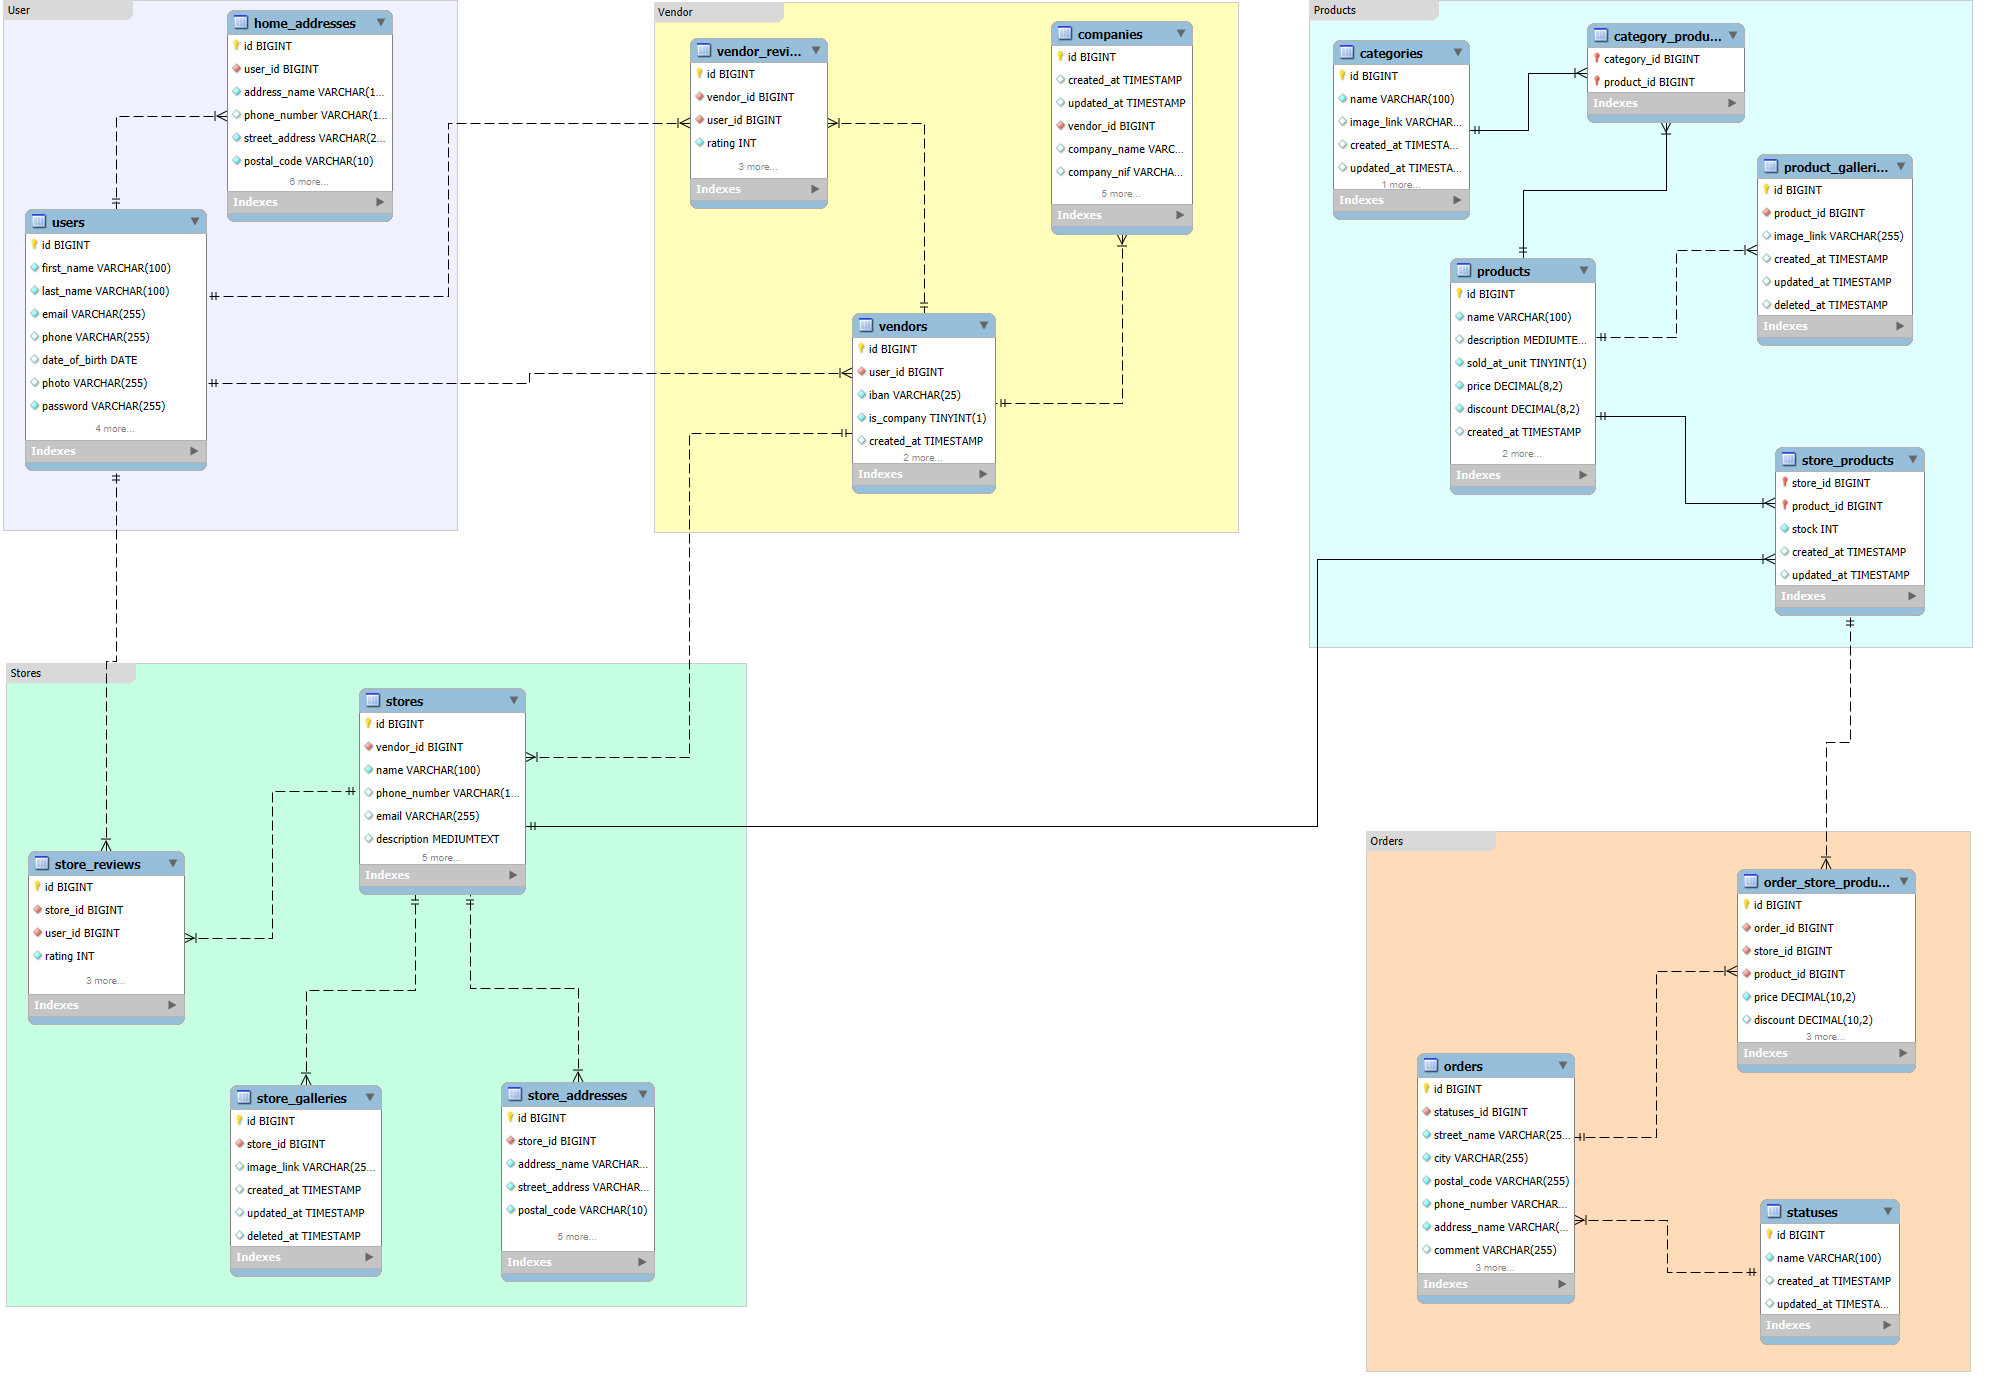 User
home_addresses
id BIGINT
user_id BIGINT
address_name VARCHAR(1...
phone_number VARCHAR(1...
street_address VARCHAR(2...
postal_code VARCHAR(10)
6 more...
Indexes
users
id BIGINT
first_name VARCHAR(100)
last_name VARCHAR(100)
email VARCHAR(255)
phone VARCHAR(255)
date_of_birth DATE
photo VARCHAR(255)
password VARCHAR(255)
4 more...
Indexes
Vendor
vendor_revi...
id BIGINT
vendor_id BIGINT
user_id BIGINT
rating INT
3 more...
Indexes
companies
id BIGINT
created_at TIMESTAMP
updated_at TIMESTAMP
vendor_id BIGINT
company_name VARC...
company_nif VARCHA...
5 more...
Indexes
vendors
id BIGINT
user_id BIGINT
iban VARCHAR(25)
is_company TINYINT(1)
created_at TIMESTAMP
2 more...
Indexes
Products
categories
id BIGINT
name VARCHAR(100)
image_link VARCHAR...
created_at TIMESTA...
updated_at TIMESTA...
1 more...
Indexes
category_produ...
category_id BIGINT
product_id BIGINT
Indexes
product_galleri...
id BIGINT
product_id BIGINT
image_link VARCHAR(255)
created_at TIMESTAMP
updated_at TIMESTAMP
deleted_at TIMESTAMP
Indexes
products
id BIGINT
name VARCHAR(100)
description MEDIUMTE...
sold_at_unit TINYINT(1)
price DECIMAL(8,2)
discount DECIMAL(8,2)
created_at TIMESTAMP
2 more...
Indexes
store_products
store_id BIGINT
product_id BIGINT
stock INT
created_at TIMESTAMP
updated_at TIMESTAMP
Indexes
Stores
stores
id BIGINT
vendor_id BIGINT
name VARCHAR(100)
phone_number VARCHAR(1...
email VARCHAR(255)
description MEDIUMTEXT
5 more...
Indexes
store_reviews
id BIGINT
store_id BIGINT
user_id BIGINT
rating INT
3 more...
Indexes
store_galleries
id BIGINT
store_id BIGINT
image_link VARCHAR(25...
created_at TIMESTAMP
updated_at TIMESTAMP
deleted_at TIMESTAMP
Indexes
store_addresses
id BIGINT
store_id BIGINT
address_name VARCHAR...
street_address VARCHAR...
postal_code VARCHAR(10)
5 more...
Indexes
Orders
order_store_produ...
id BIGINT
order_id BIGINT
store_id BIGINT
product_id BIGINT
price DECIMAL(10,2)
discount DECIMAL(10,2)
3 more...
Indexes
orders
id BIGINT
statuses_id BIGINT
street_name VARCHAR(25...
city VARCHAR(255)
postal_code VARCHAR(255)
phone_number VARCHAR...
address_name VARCHAR(...
comment VARCHAR(255)
3 more...
Indexes
statuses
id BIGINT
name VARCHAR(100)
created_at TIMESTAMP
updated_at TIMESTA...
Indexes